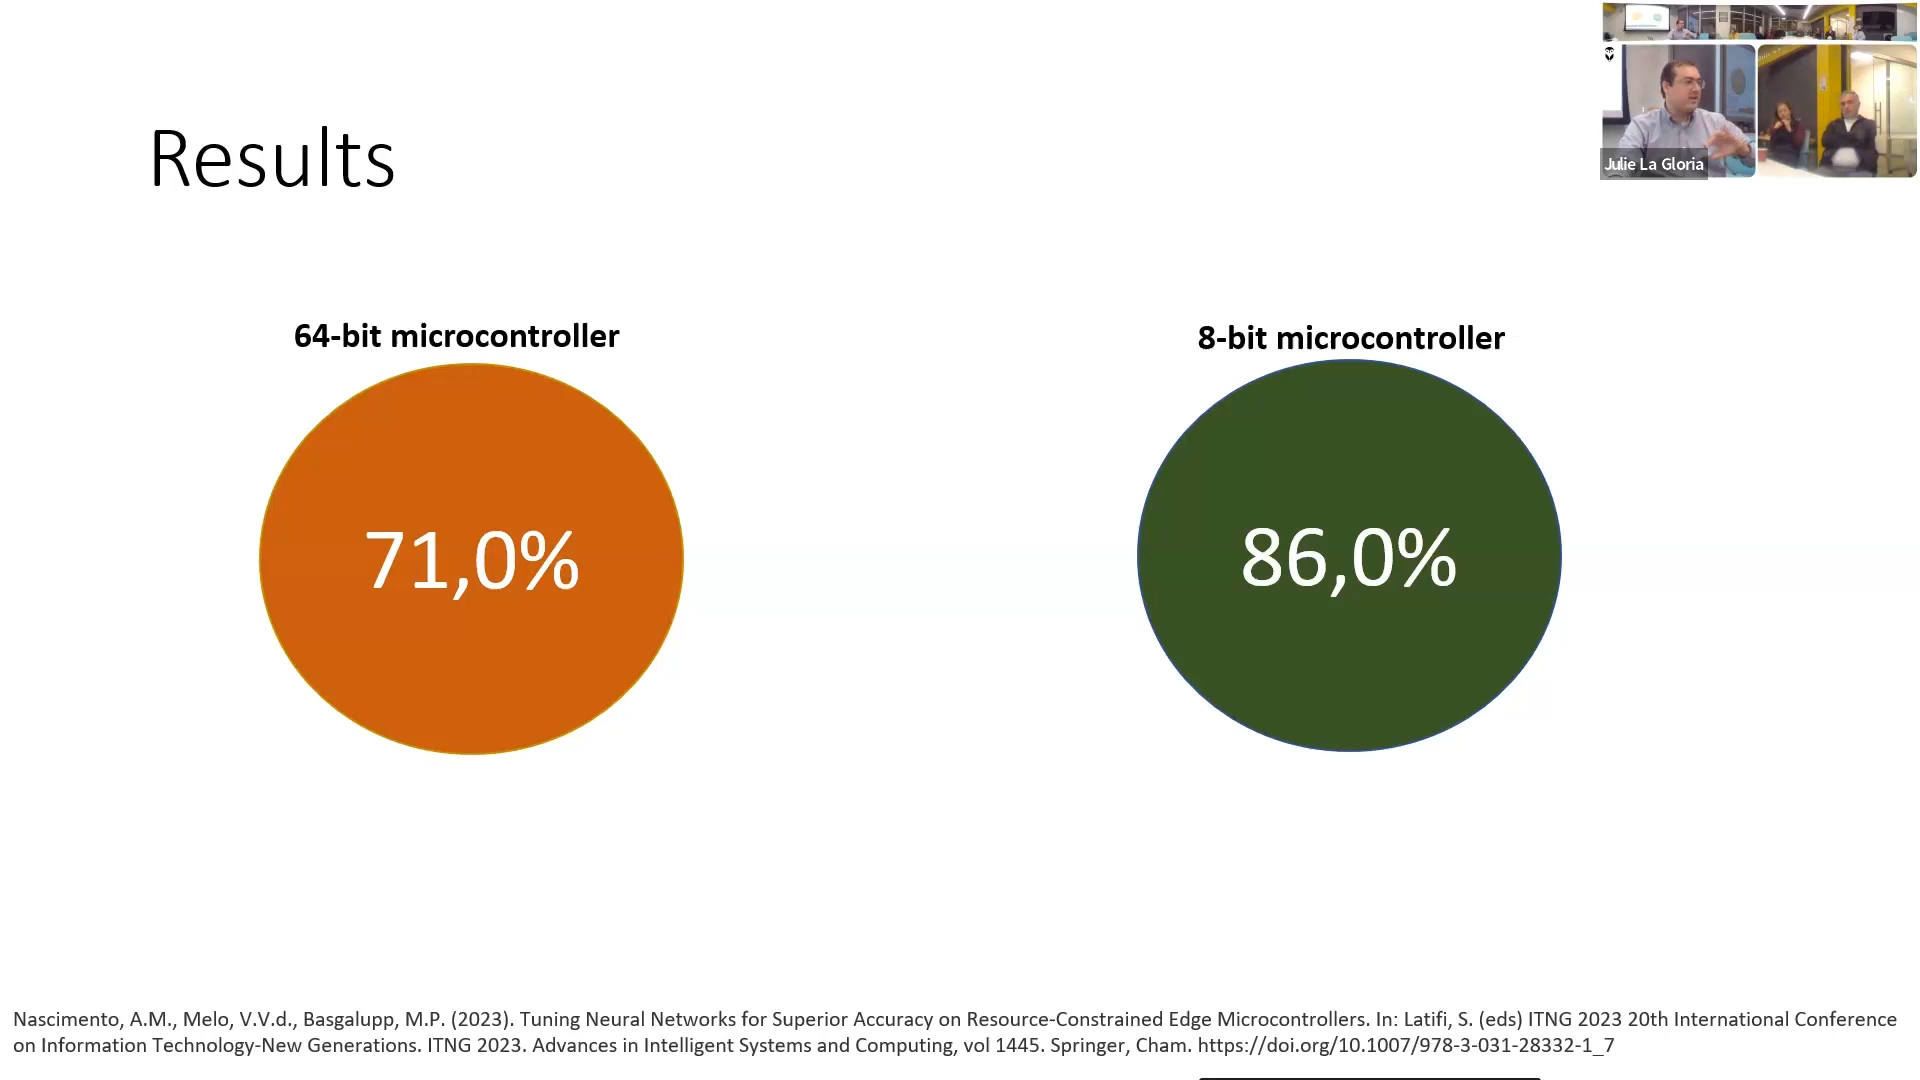 Results
Julie La Gloria
64-bit microcontroller
8-bit microcontroller
71,0%
86,0%
Nascimento, A.M., Melo, V.V.d., Basgalupp, M.P. (2023). Tuning Neural Networks for Superior Accuracy on Resource-Constrained Edge Microcontrollers. In: Latifi, S. (eds) ITNG 2023 20th International Conference
on Information Technology-New Generations. ITNG 2023. Advances in Intelligent Systems and Computing, vol 1445. Springer, Cham. https://doi.org/10.1007/978-3-031-28332-1_7